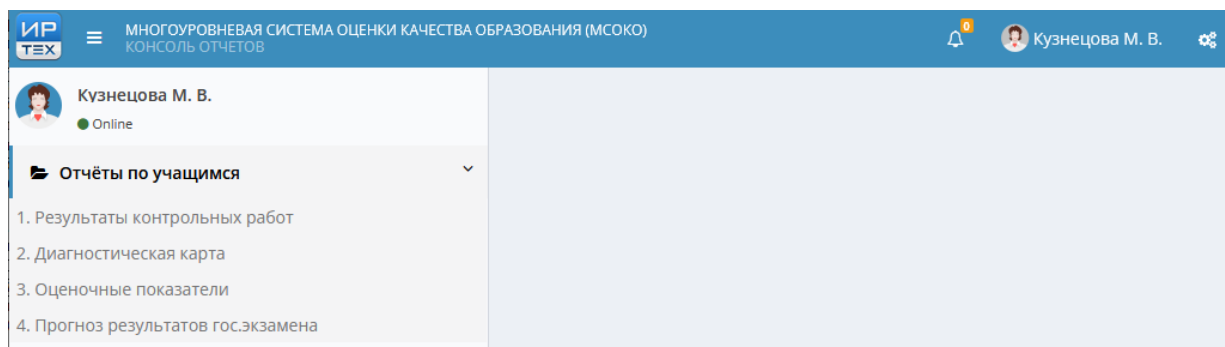 ИР
ТЕХ
МНОГОУРОВНЕВАЯ СИСТЕМА ОЦЕНКИ КАЧЕСТВА ОБРАЗОВАНИЯ (МСОКО)
КОНСОЛЬ ОТЧЕТОВ
0
Кузнецова М. В.
Кузнецова М. В.
Online
Отчёты по учащимся
1. Результаты контрольных работ
2. Диагностическая карта
3. Оценочные показатели
4. Прогноз результатов гос.экзамена